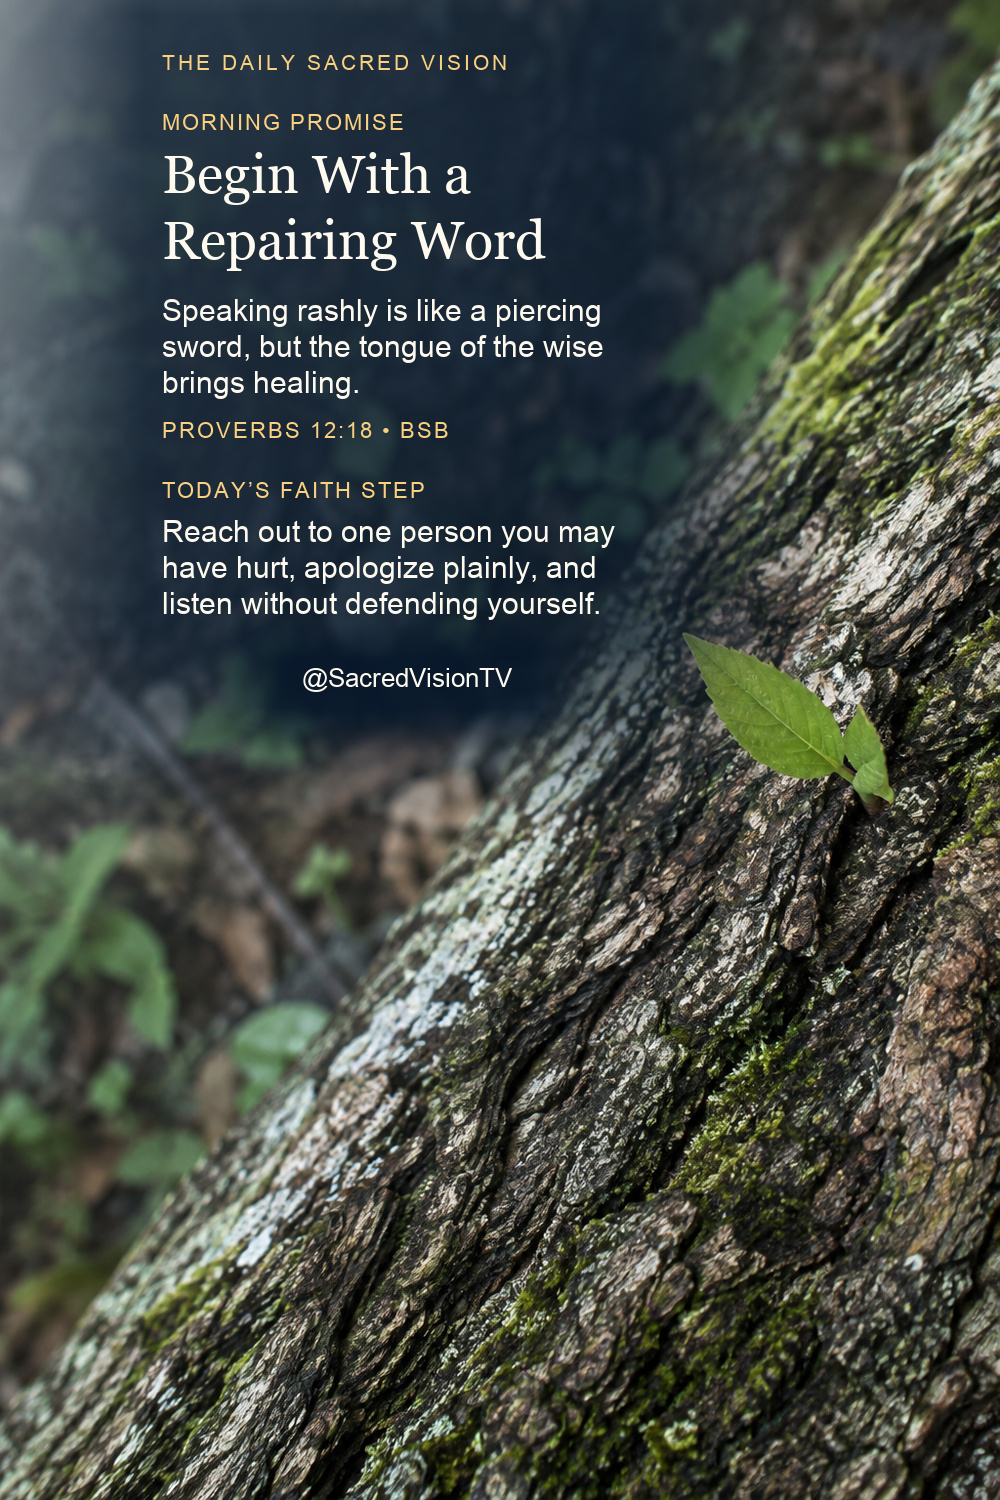 THE DAILY SACRED VISION
MORNING PROMISE
Begin With a
Repairing Word
Speaking rashly is like a piercing
sword, but the tongue of the wise
brings healing.
PROVERBS 12:18 • BSB
TODAY’S FAITH STEP
Reach out to one person you may
have hurt, apologize plainly, and
listen without defending yourself.
@SacredVisionTV